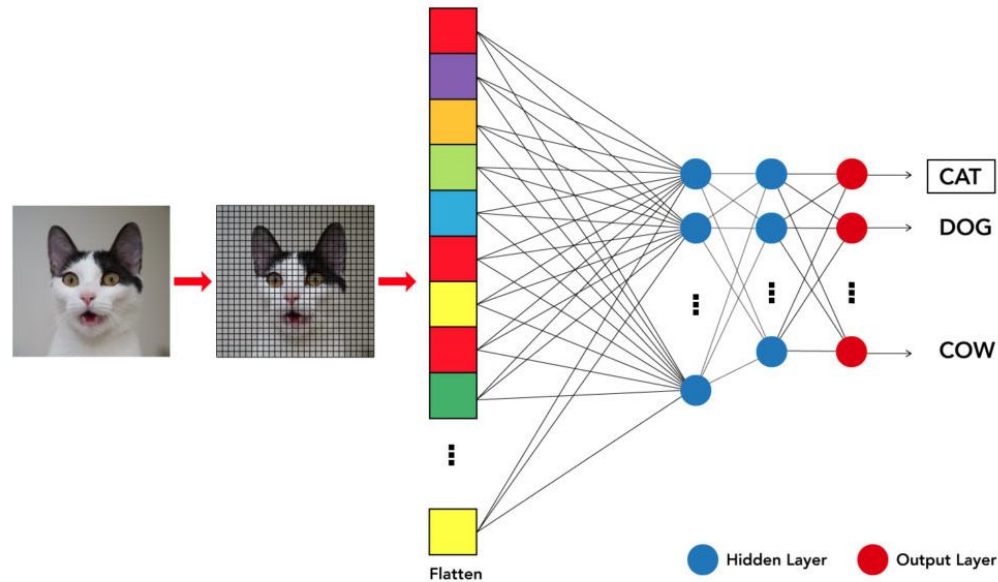 CAT
DOG
COW
Flatten
Hidden Layer
Output Layer